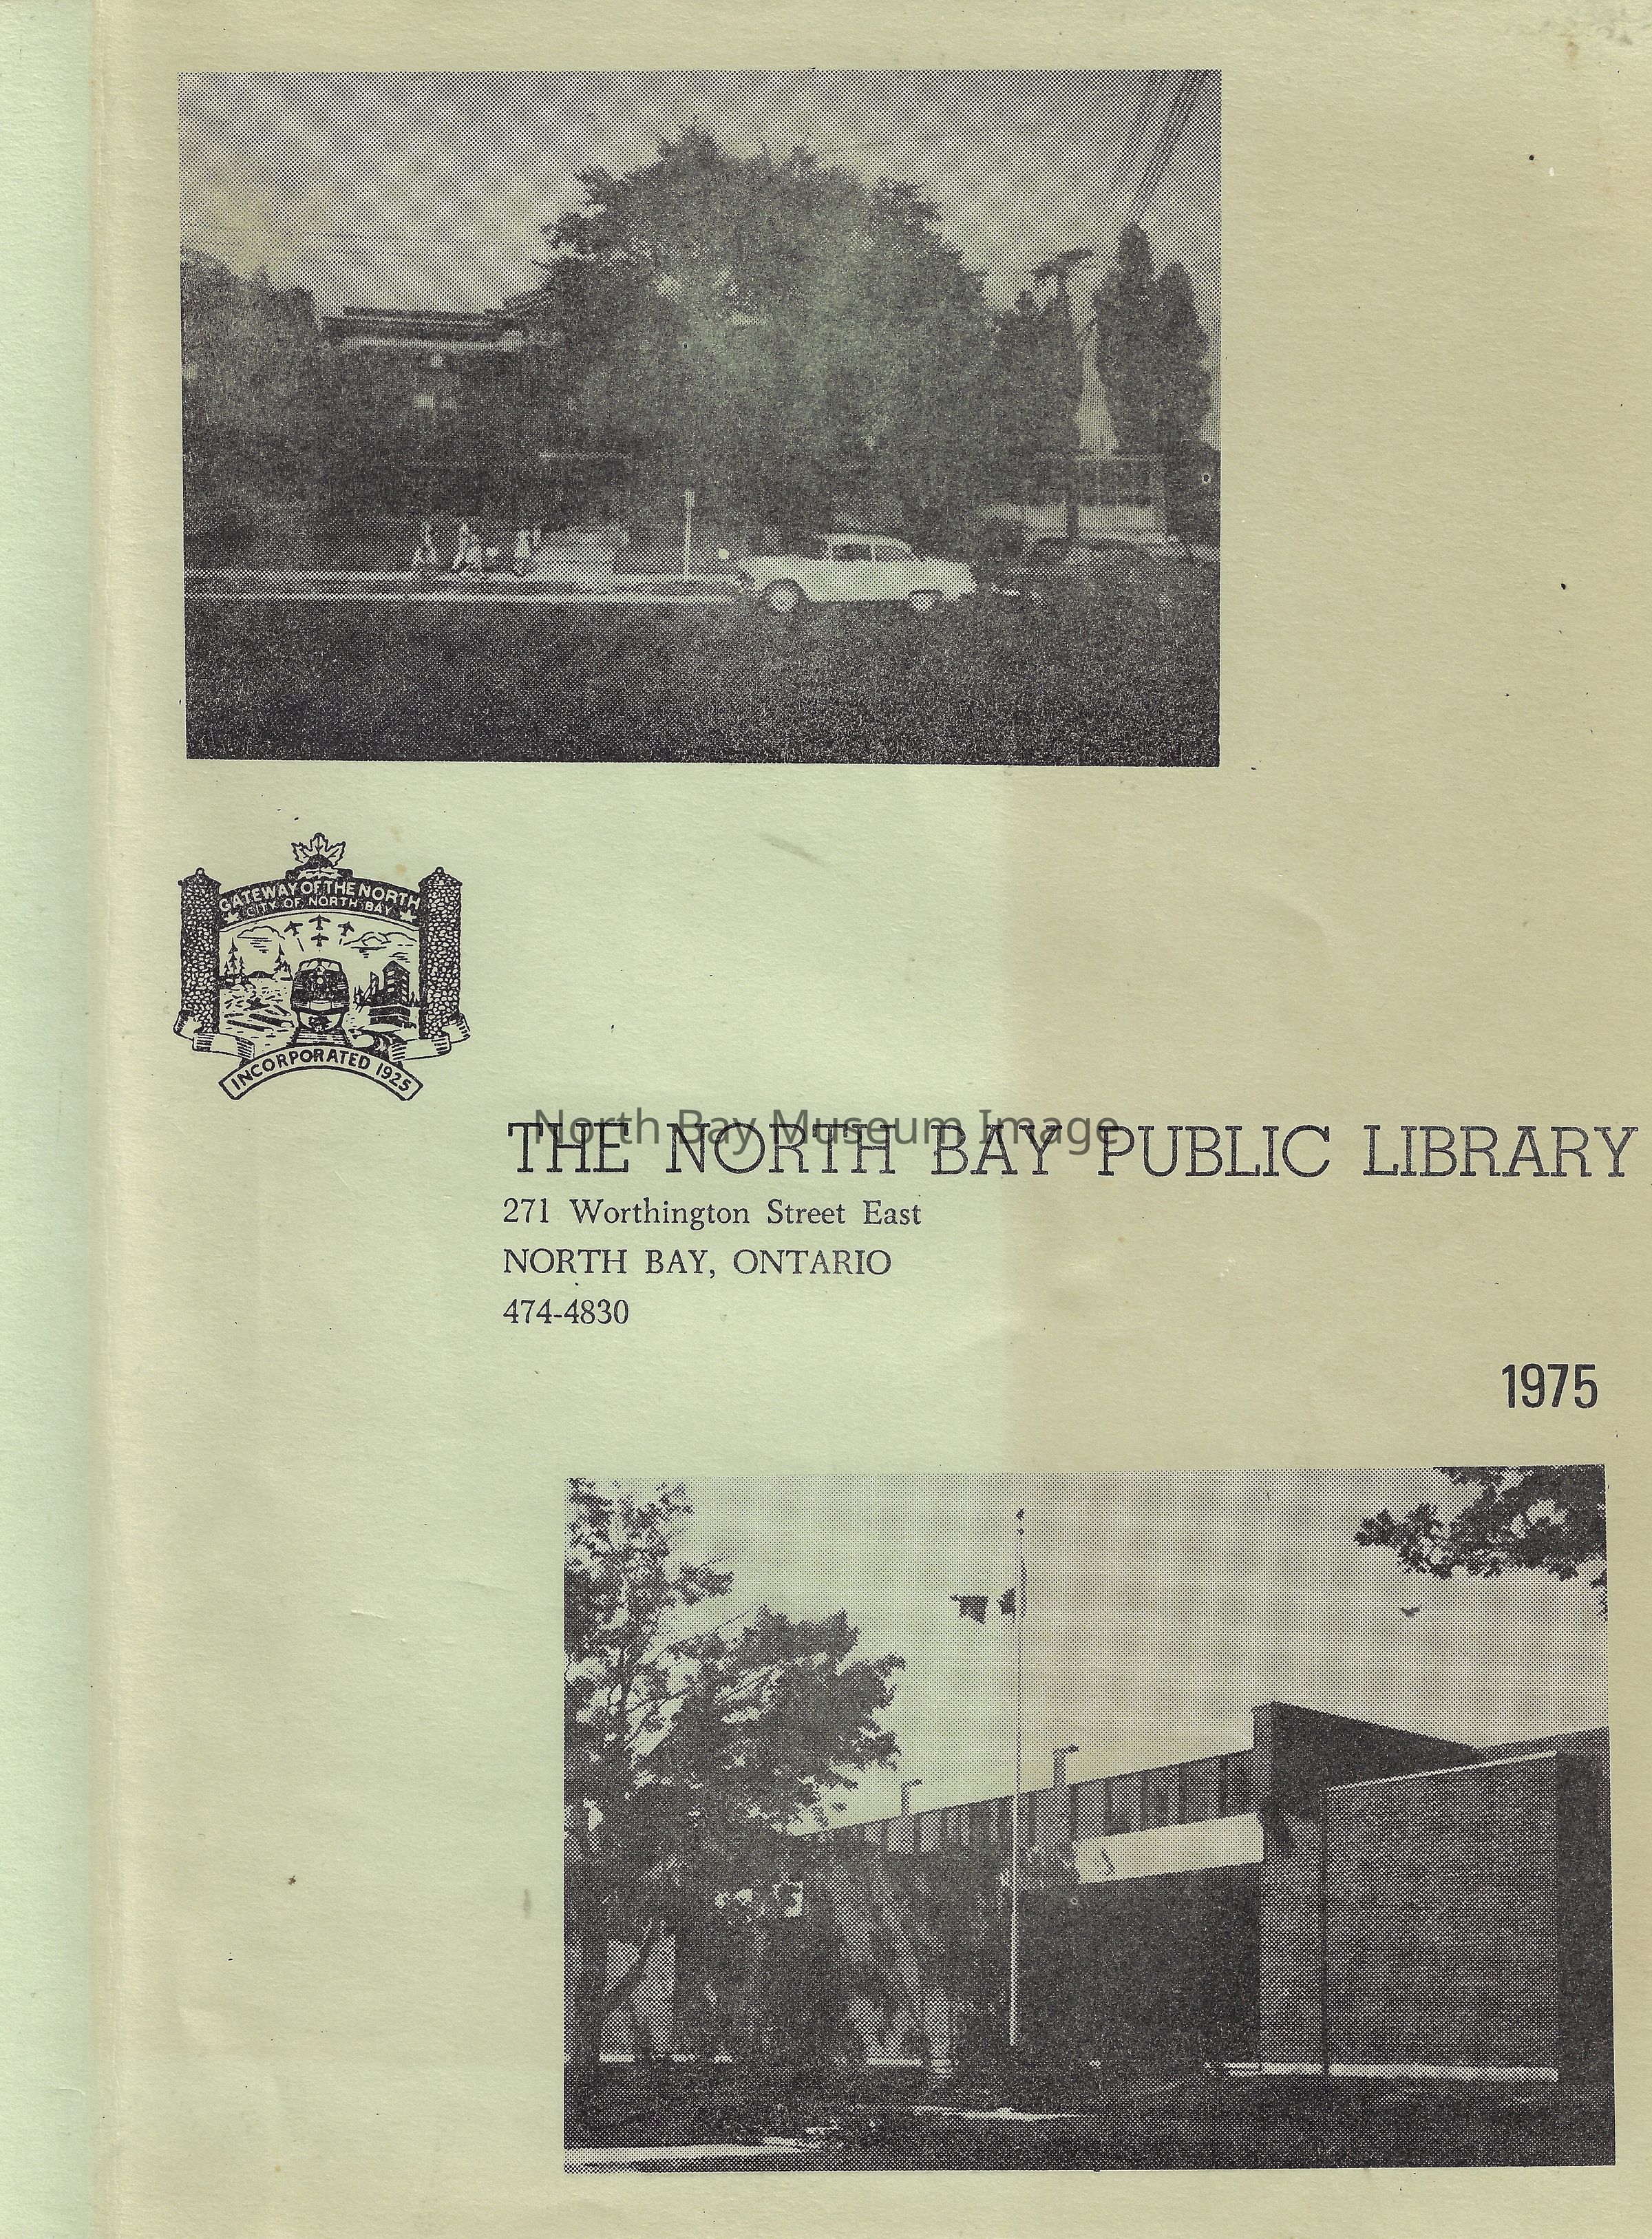 GATEWAY OF THE NORTH
CITY OF NORTH BAY
INCORPORATED 1925
North Bay Museum Image
THE NORTH BAY PUBLIC LIBRARY
271 Worthington Street East
NORTH BAY, ONTARIO
474-4830
1975